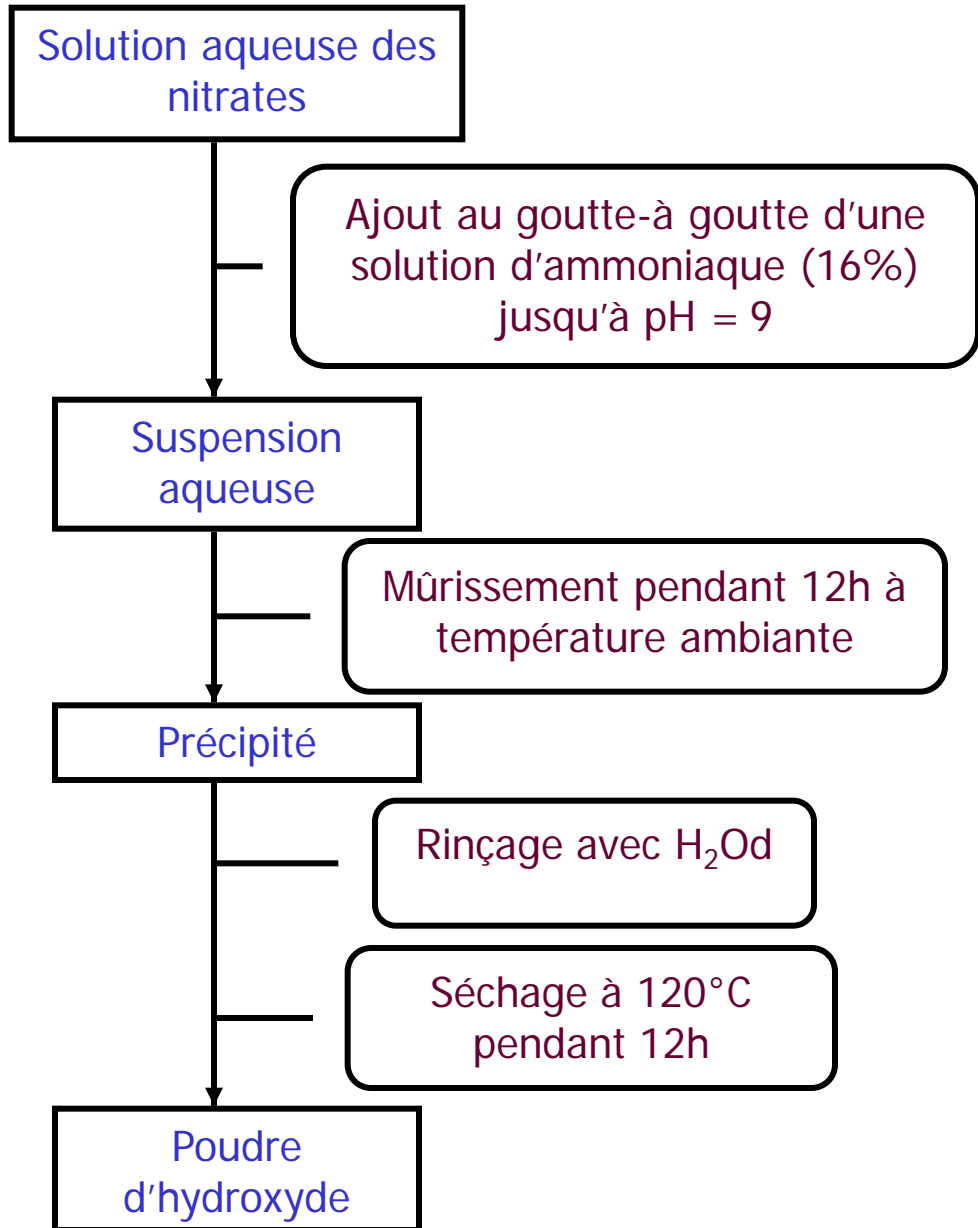 Solution aqueuse des
nitrates
Ajout au goutte-à goutte d'une
solution d'ammoniaque (16%)
jusqu'à pH = 9
Suspension
aqueuse
Mûrissement pendant 12h à
température ambiante
Précipité
Rinçage avec H₂Od
Séchage à 120°C
pendant 12h
Poudre
d'hydroxyde